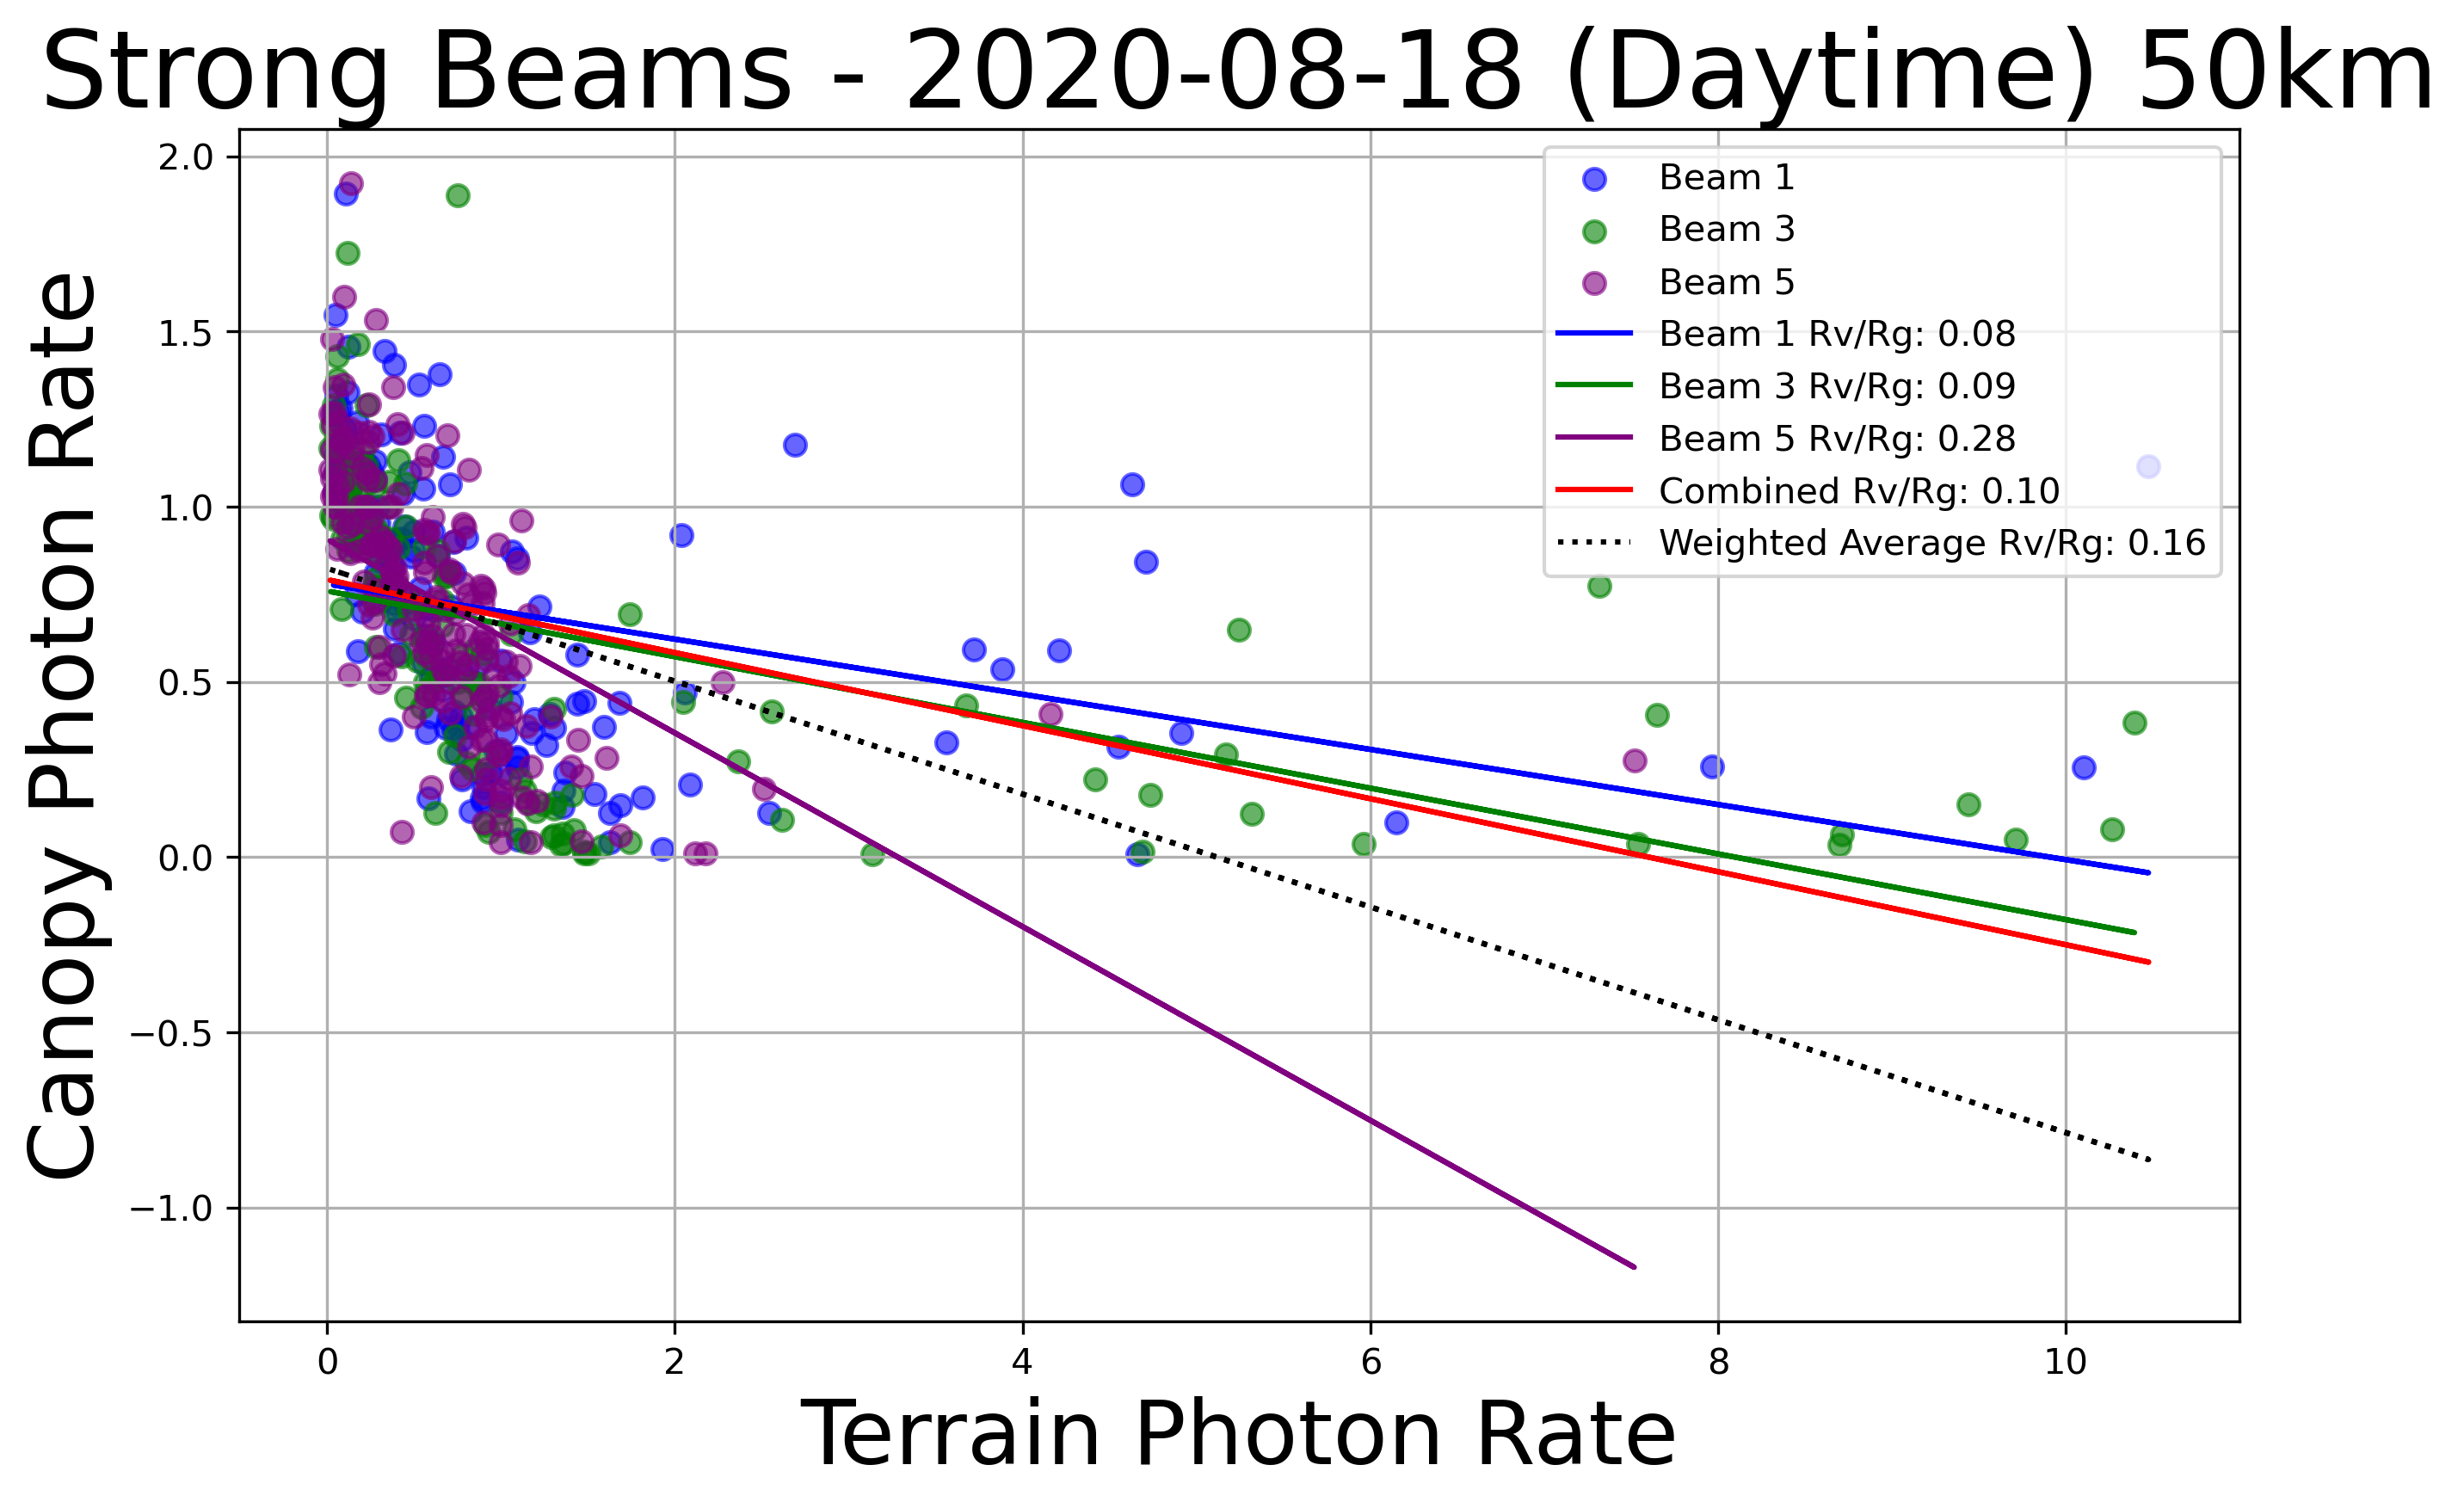 Strong Beams - 2020-08-18 (Daytime) 50km
Canopy Photon Rate
2.0
1.5
1.0
0.5
0.0
−0.5
−1.0
Beam 1
Beam 3
Beam 5
Beam 1 Rv/Rg: 0.08
Beam 3 Rv/Rg: 0.09
Beam 5 Rv/Rg: 0.28
Combined Rv/Rg: 0.10
Weighted Average Rv/Rg: 0.16
0 2 4 6 8 10
Terrain Photon Rate